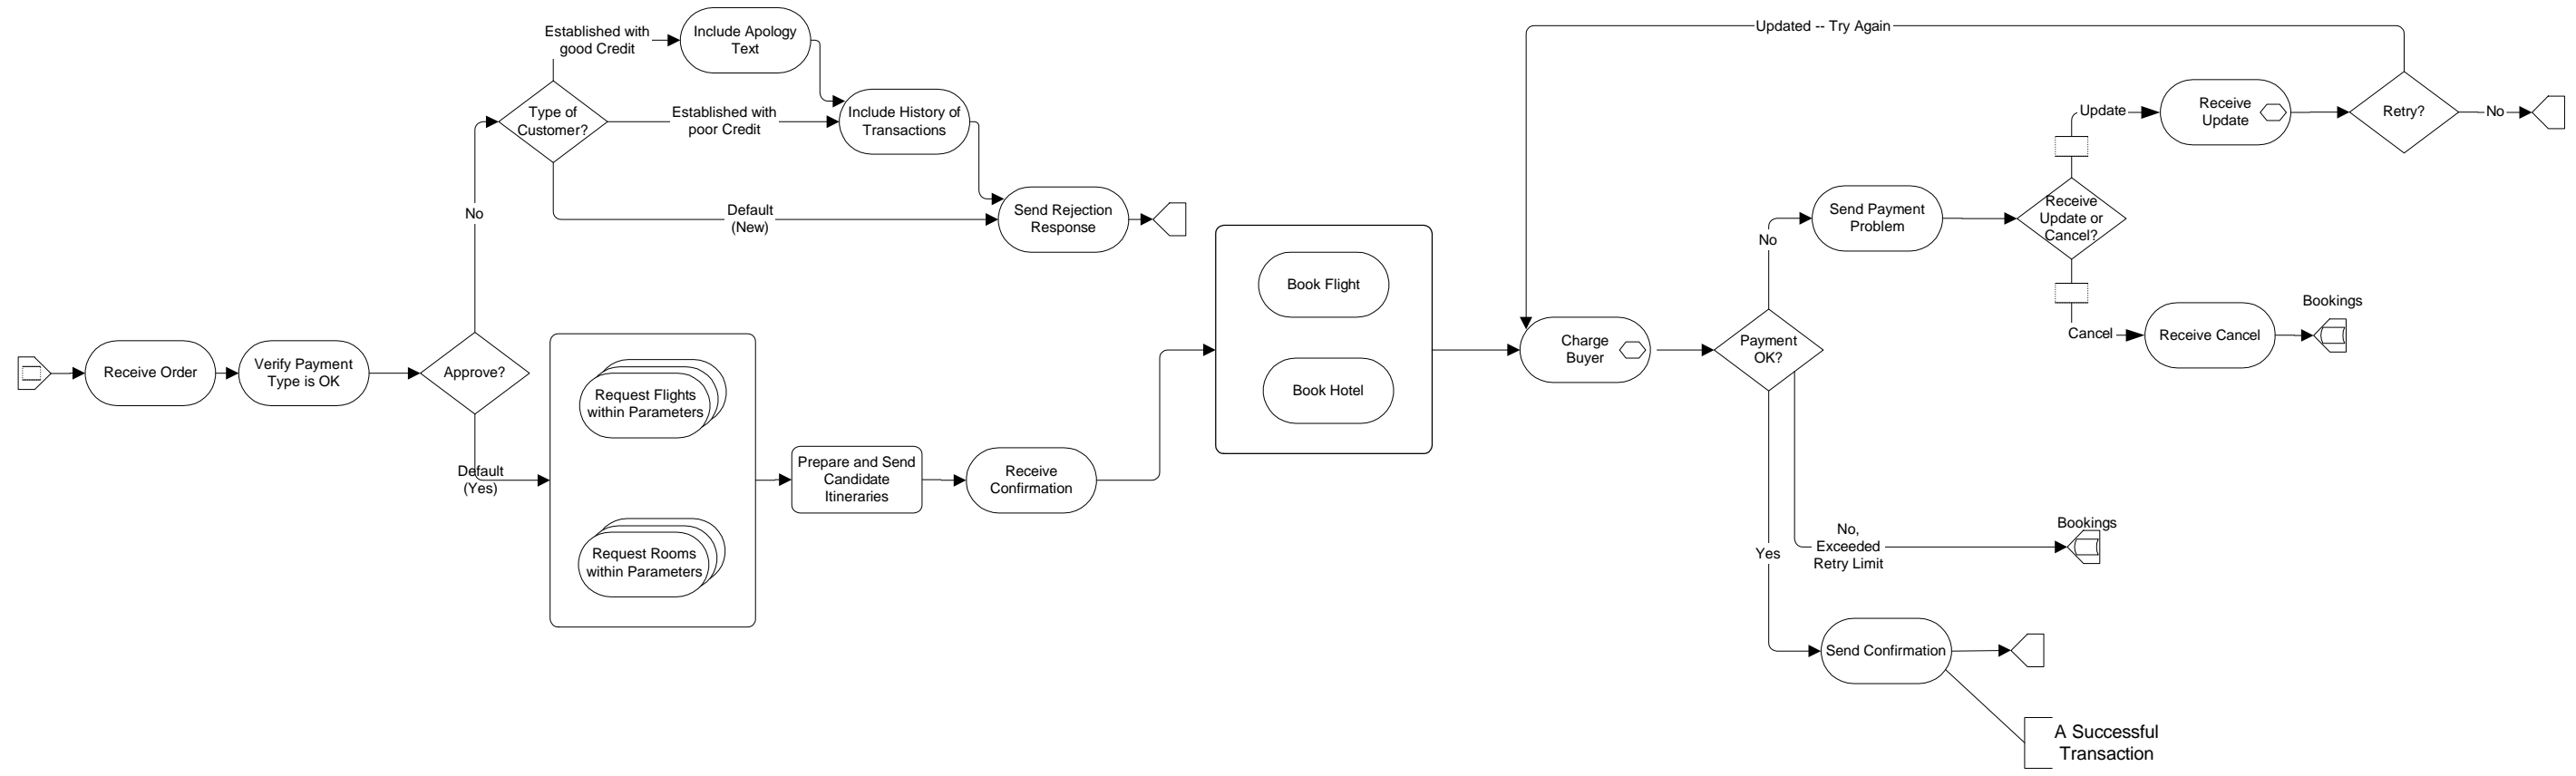 Established with
good Credit
Include Apology
Text
Type of
Customer?
Established with
poor Credit
Include History of
Transactions
No
Default
(New)
Send Rejection
Response
Receive Order
Verify Payment
Type is OK
Approve?
Default
(Yes)
Request Flights
within Parameters
Request Rooms
within Parameters
Prepare and Send
Candidate
Itineraries
Receive
Confirmation
Book Flight
Book Hotel
Updated -- Try Again
Charge
Buyer
Payment
OK?
No
Send Payment
Problem
Receive
Update or
Cancel?
Update
Receive
Update
Retry?
No
Cancel
Receive Cancel
Bookings
No,
Exceeded
Retry Limit
Bookings
Yes
Send Confirmation
A Successful
Transaction